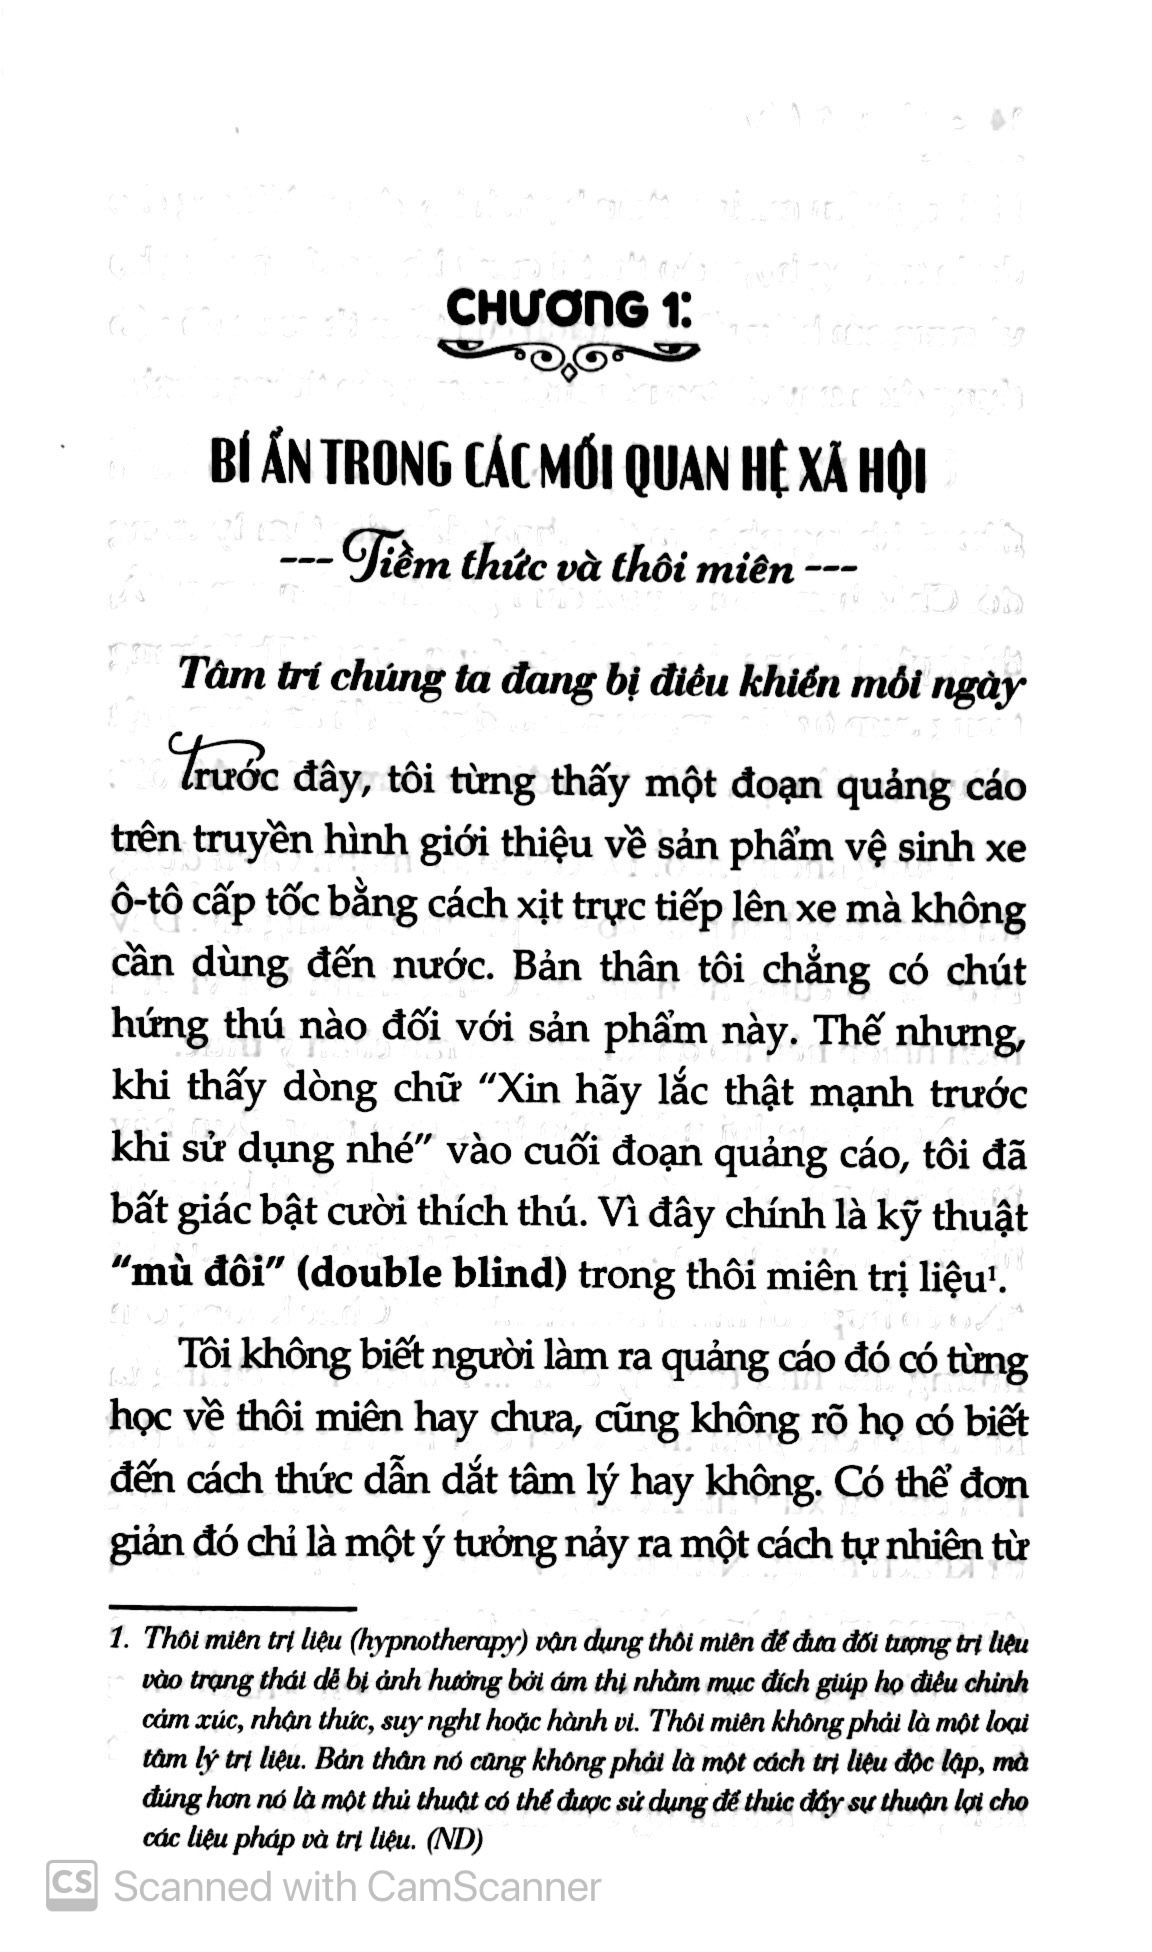 CHƯƠNG 1:
BÍ ẨN TRONG CÁC MỐI QUAN HỆ XÃ HỘI
--- Tiềm thức và thôi miên ---
Tâm trí chúng ta đang bị điều khiển mỗi ngày
Trước đây, tôi từng thấy một đoạn quảng cáo
trên truyền hình giới thiệu về sản phẩm vệ sinh xe
ô-tô cấp tốc bằng cách xịt trực tiếp lên xe mà không
cần dùng đến nước. Bản thân tôi chẳng có chút
hứng thú nào đối với sản phẩm này. Thế nhưng,
khi thấy dòng chữ “Xin hãy lắc thật mạnh trước
khi sử dụng nhé” vào cuối đoạn quảng cáo, tôi đã
bất giác bật cười thích thú. Vì đây chính là kỹ thuật
“mù đôi” (double blind) trong thôi miên trị liệu¹.
Tôi không biết người làm ra quảng cáo đó có từng
học về thôi miên hay chưa, cũng không rõ họ có biết
đến cách thức dẫn dắt tâm lý hay không. Có thể đơn
giản đó chỉ là một ý tưởng nảy ra một cách tự nhiên từ
1. Thôi miên trị liệu (hypnotherapy) vận dụng thôi miên để đưa đối tượng trị liệu
vào trạng thái dễ bị ảnh hưởng bởi ám thị nhằm mục đích giúp họ điều chỉnh
cảm xúc, nhận thức, suy nghĩ hoặc hành vi. Thôi miên không phải là một loại
tâm lý trị liệu. Bản thân nó cũng không phải là một cách trị liệu độc lập, mà
đúng hơn nó là một thủ thuật có thể được sử dụng để thúc đẩy sự thuận lợi cho
các liệu pháp và trị liệu. (ND)
CS Scanned with CamScanner